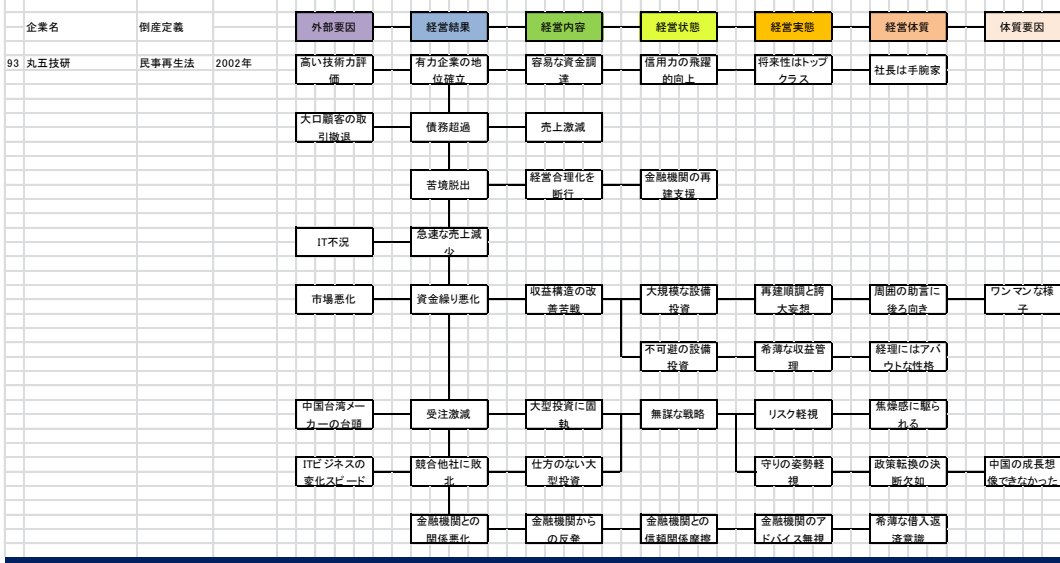 企業名 倒産定義 外部要因 経営結果 経営内容 経営状態 経営実態 経営体質 体質要因
93 丸五技研 民事再生法 2002年
高い技術力評
価
有力企業の地
位確立
容易な資金調
達
信用力の飛躍
的向上
将来性はトップ
クラス
社長は手腕家
大口顧客の取
引撤退
債務超過
売上激減
苦境脱出
経営合理化を
断行
金融機関の再
建支援
IT不況
急速な売上減
少
市場悪化
資金繰り悪化
収益構造の改
善苦戦
大規模な設備
投資
再建順調と誇
大妄想
周囲の助言に
後ろ向き
ワンマンな様
子
不可避の設備
投資
希薄な収益管
理
経理にはアバ
ウトな性格
中国台湾メー
カーの台頭
受注激減
大型投資に固
執
無謀な戦略
リスク軽視
焦燥感に駆ら
れる
ITビジネスの
変化スピード
競合他社に敗
北
仕方のない大
型投資
守りの姿勢軽
視
政策転換の決
断欠如
中国の成長想
像できなかった
金融機関との
関係悪化
金融機関から
の反発
金融機関との
信頼関係摩擦
金融機関のア
ドバイス無視
希薄な借入返
済意識